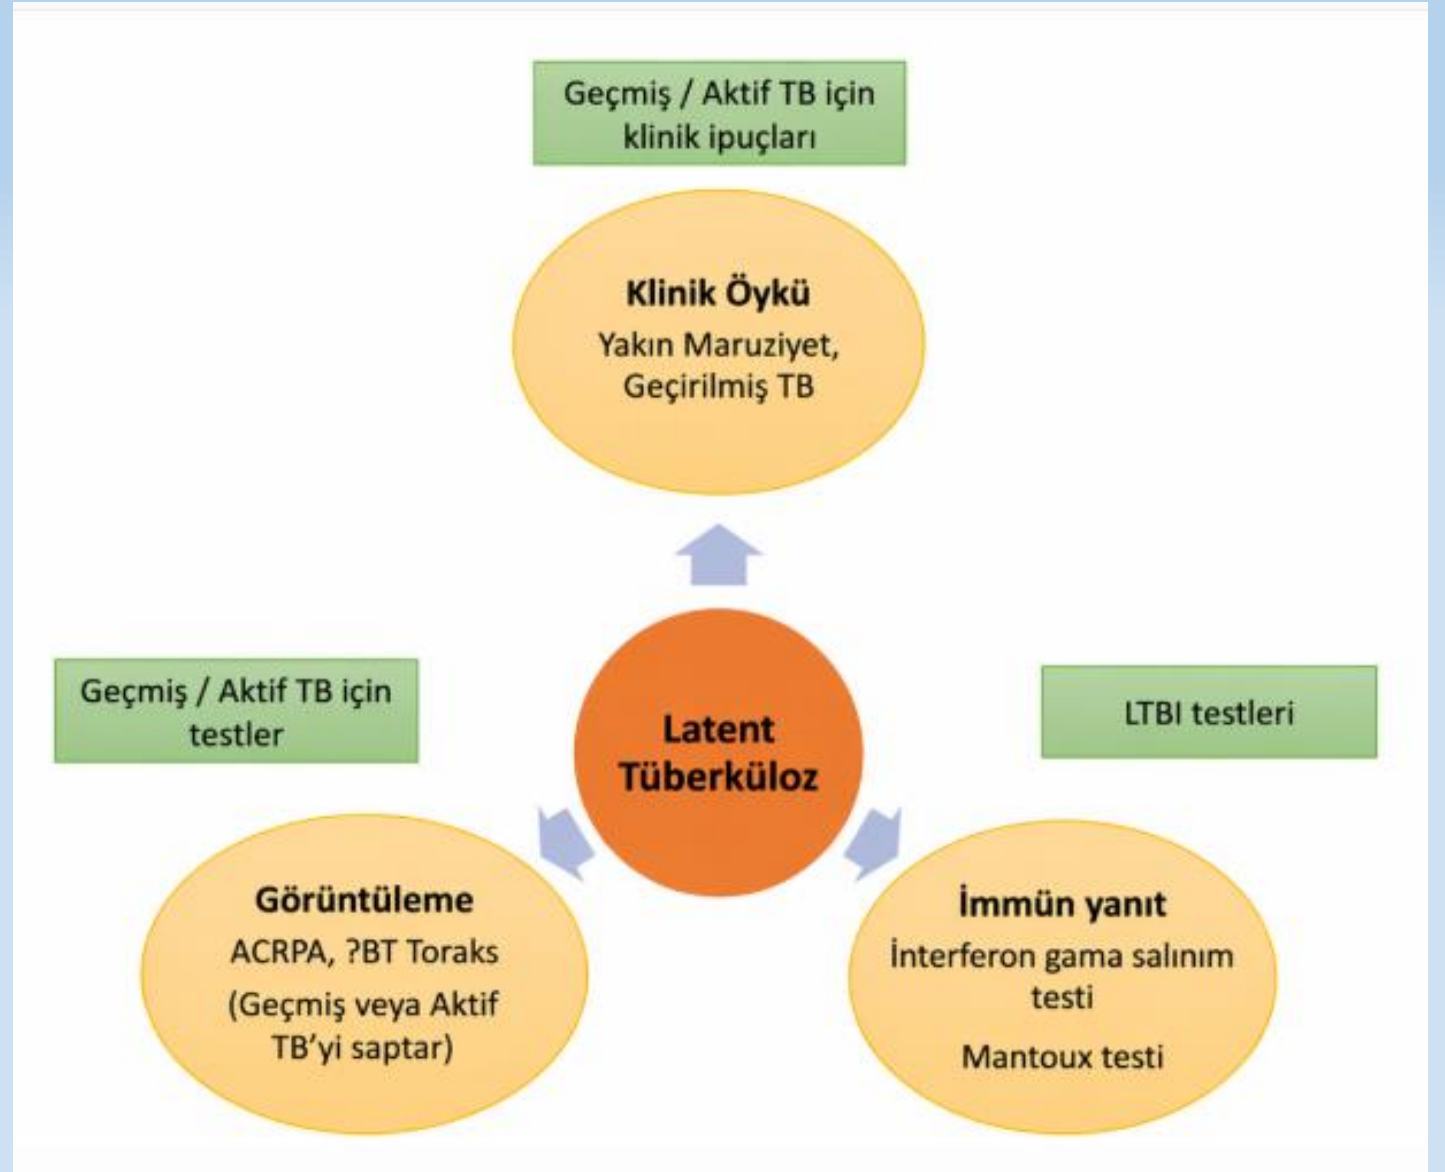 Geçmiş / Aktif TB için
klinik ipuçları
Klinik Öykü
Yakın Maruziyet,
Geçirilmiş TB
Latent
Tüberküloz
Geçmiş / Aktif TB için
testler
Görüntüleme
ACRPA, ?BT Toraks
(Geçmiş veya Aktif
TB'yi saptar)
LTBI testleri
İmmün yanıt
İnterferon gama salınım
testi
Mantoux testi